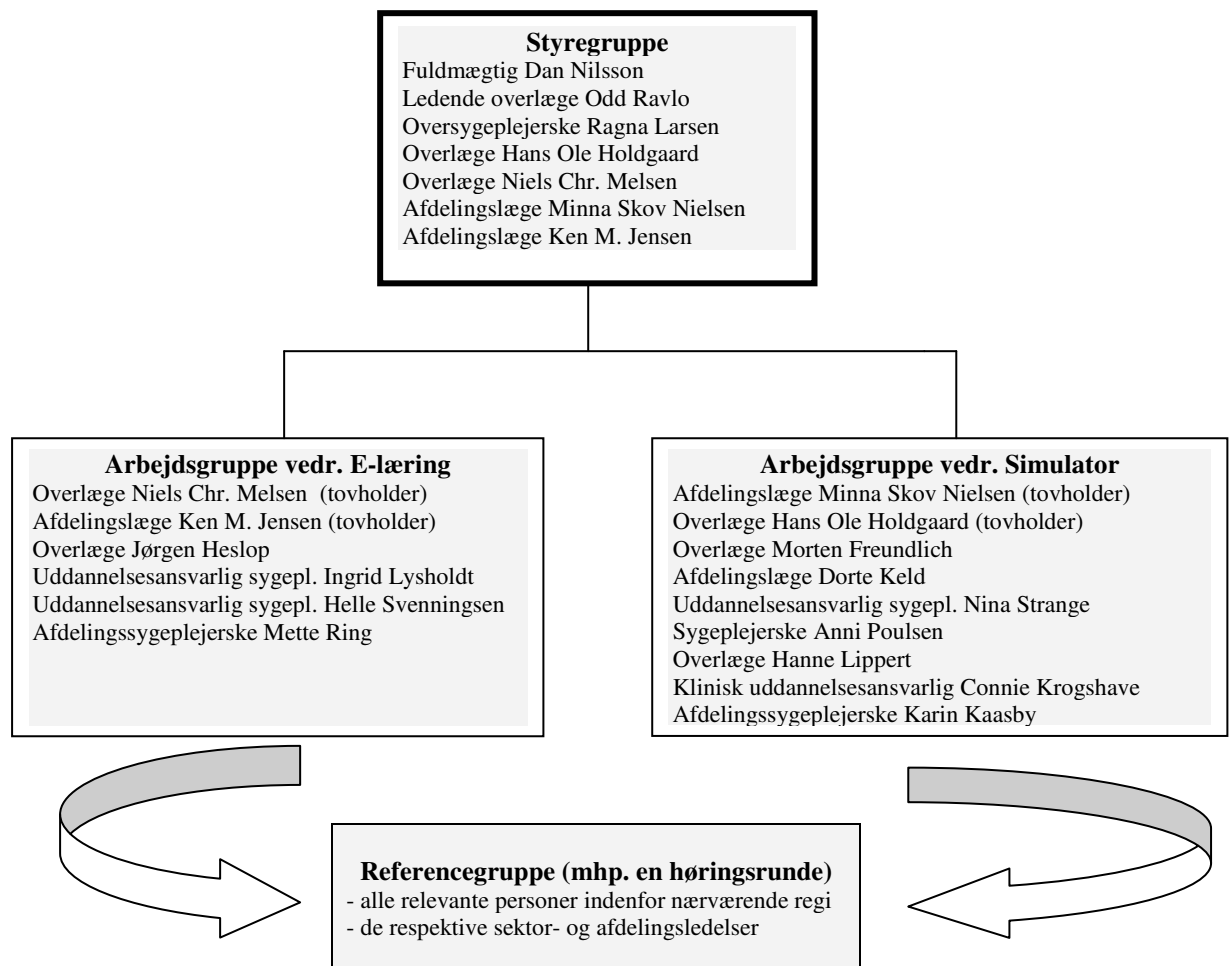 Styregruppe
Fuldmægtig Dan Nilsson
Ledende overlæge Odd Ravlo
Oversygeplejerske Ragna Larsen
Overlæge Hans Ole Holdgaard
Overlæge Niels Chr. Melsen
Afdelingslæge Minna Skov Nielsen
Afdelingslæge Ken M. Jensen
Arbejdsgruppe vedr. E-læring
Overlæge Niels Chr. Melsen  (tovholder)
Afdelingslæge Ken M. Jensen (tovholder)
Overlæge Jørgen Heslop
Uddannelsesansvarlig sygepl. Ingrid Lysholdt
Uddannelsesansvarlig sygepl. Helle Svenningsen
Afdelingssygeplejerske Mette Ring
Arbejdsgruppe vedr. Simulator
Afdelingslæge Minna Skov Nielsen (tovholder)
Overlæge Hans Ole Holdgaard (tovholder)
Overlæge Morten Freundlich
Afdelingslæge Dorte Keld
Uddannelsesansvarlig sygepl. Nina Strange
Sygeplejerske Anni Poulsen
Overlæge Hanne Lippert
Klinisk uddannelsesansvarlig Connie Krogshave
Afdelingssygeplejerske Karin Kaasby
Referencegruppe (mhp. en høringsrunde)
- alle relevante personer indenfor nærværende regi
- de respektive sektor- og afdelingsledelser